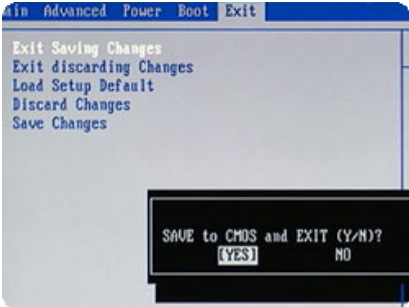 ain Advanced Power Boot Exit
Exit Saving Changes
Exit discarding Changes
Load Setup Default
Discard Changes
Save Changes
SAVE to CMOS and EXIT (Y/N)?
[YES] NO